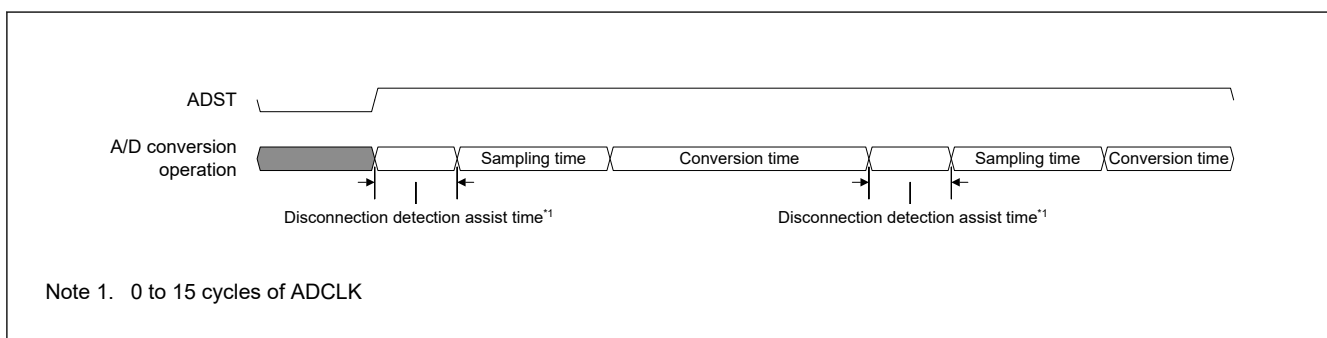 ADST
A/D conversion
operation
Sampling time
Conversion time
Sampling time
Conversion time
Disconnection detection assist time*1
Disconnection detection assist time*1
Note 1. 0 to 15 cycles of ADCLK